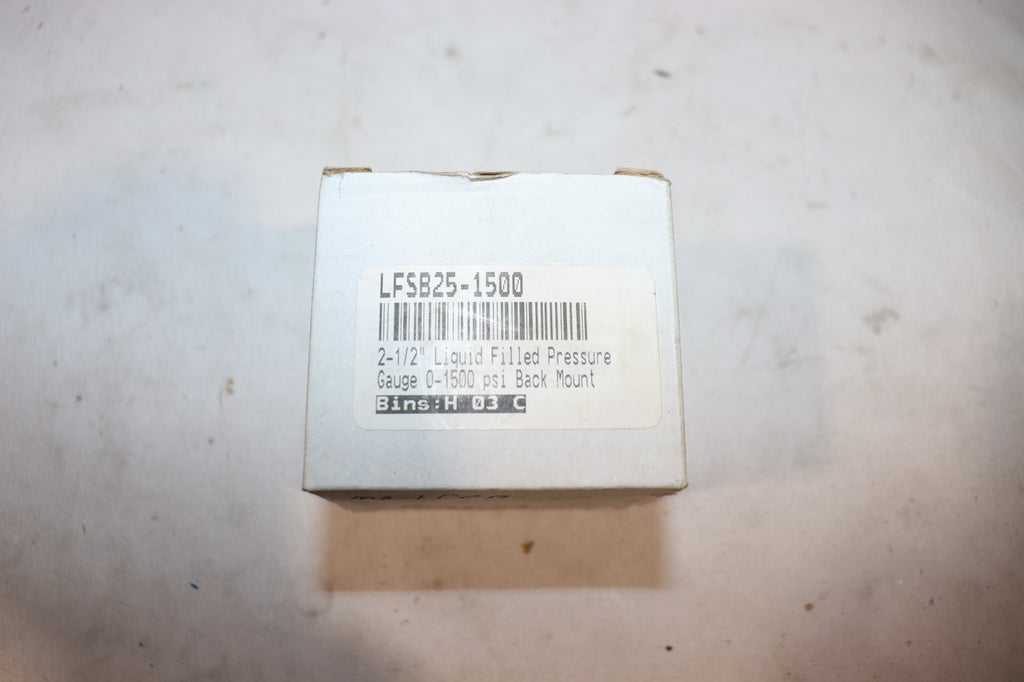 LFSB25-1500
2-1/2" Liquid Filled Pressure
Gauge 0-1500 psi Back Mount
Bins:H 03 C